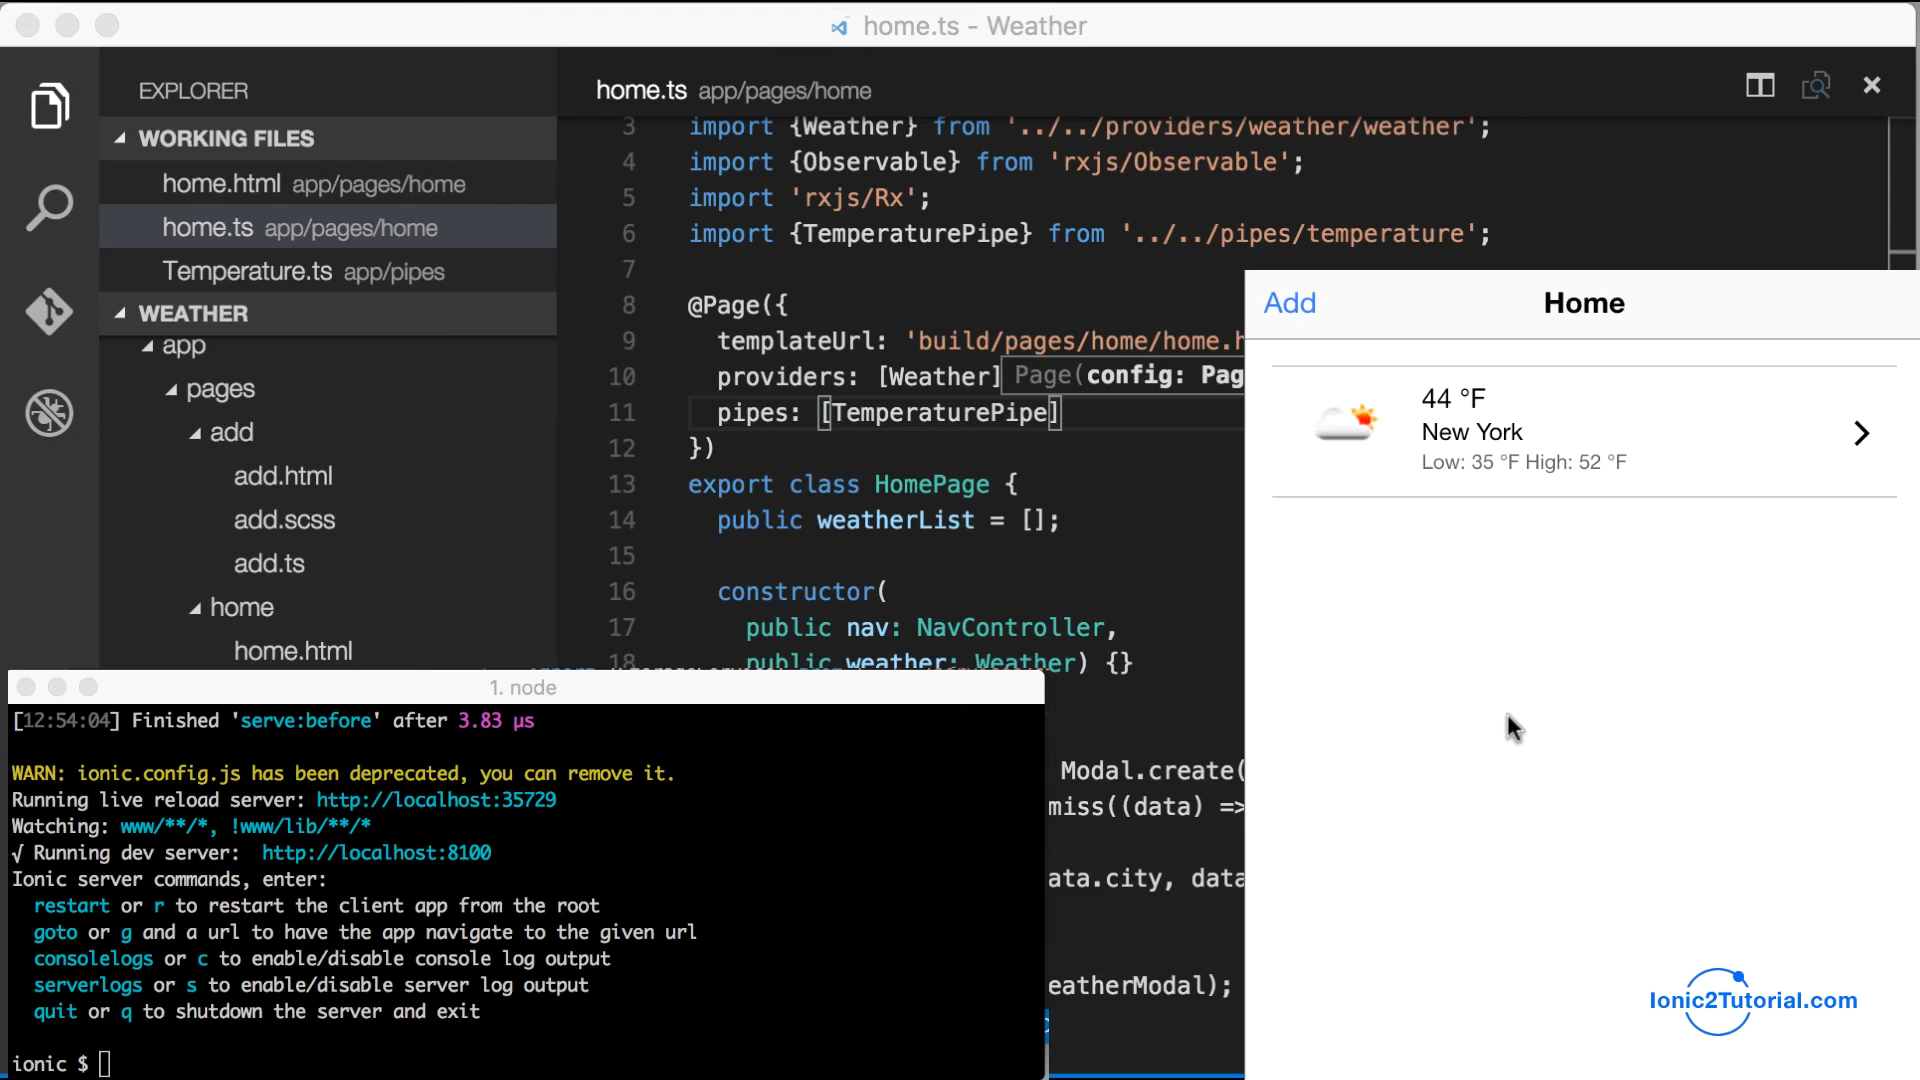 home.ts - Weather
EXPLORER
WORKING FILES
home.html app/pages/home
home.ts app/pages/home
Temperature.ts app/pipes
WEATHER
app
pages
add
add.html
add.scss
add.ts
home
home.html
home.ts app/pages/home
3 import {Weather} from '../../providers/weather/weather';
4 import {Observable} from 'rxjs/Observable';
5 import 'rxjs/Rx';
6 import {TemperaturePipe} from '../../pipes/temperature';
7
8 @Page({
9 templateUrl: 'build/pages/home/home.h
10 providers: [Weather] Page(config: Pag
11 pipes: [TemperaturePipe]
12 })
13 export class HomePage {
14 public weatherList = [];
15
16 constructor(
17 public nav: NavController,
18 public weather: Weather) {}
Modal.create(
miss((data) =>
ata.city, data
eatherModal);
1. node
[12:54:04] Finished 'serve:before' after 3.83 μs
WARN: ionic.config.js has been deprecated, you can remove it.
Running live reload server: http://localhost:35729
Watching: www/**/*, !www/lib/**/*
√ Running dev server: http://localhost:8100
Ionic server commands, enter:
restart or r to restart the client app from the root
goto or g and a url to have the app navigate to the given url
consolelogs or c to enable/disable console log output
serverlogs or s to enable/disable server log output
quit or q to shutdown the server and exit
ionic $
Add
Home
44 °F
New York
Low: 35 °F High: 52 °F
Ionic2Tutorial.com